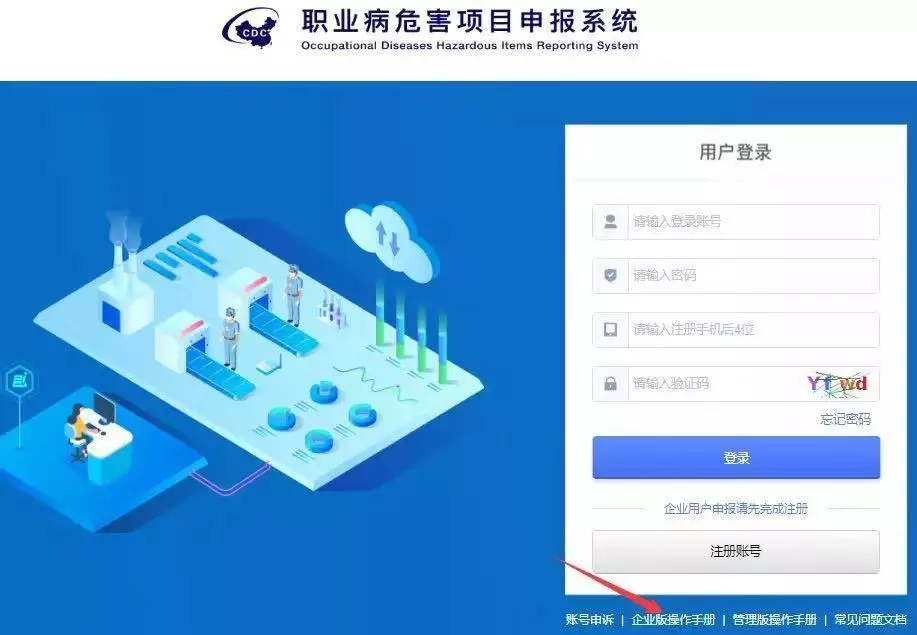 CDC
职业病危害项目申报系统
Occupational Diseases Hazardous Items Reporting System
用户登录
请输入登录账号
请输入密码
请输入注册手机后4位
请输入验证码
忘记密码
登录
企业用户申报请先完成注册
注册账号
账号申诉 | 企业版操作手册 | 管理版操作手册 | 常见问题文档